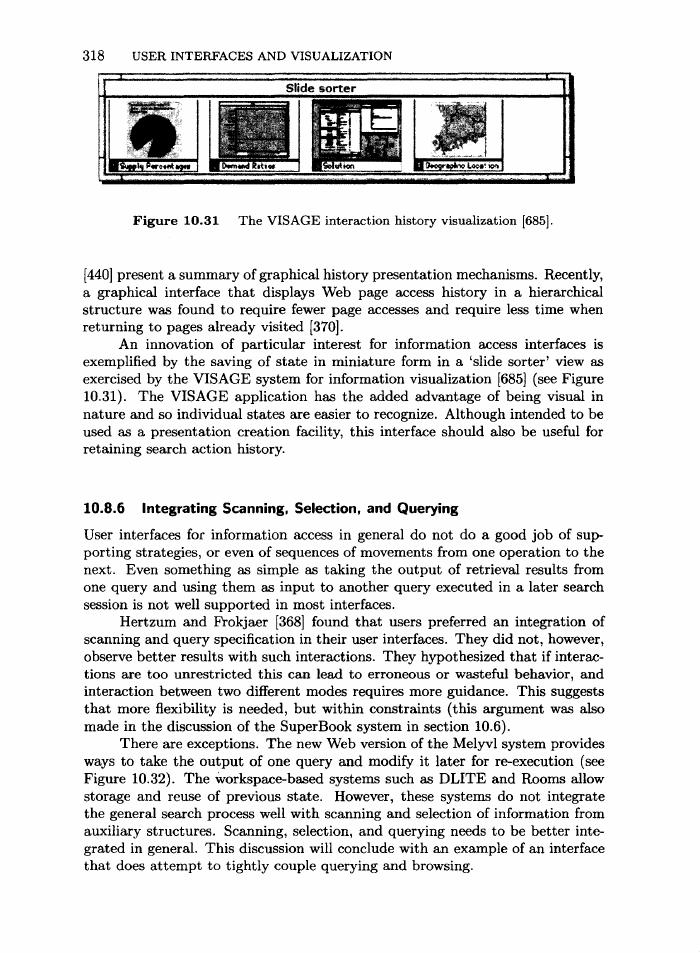 318 USER INTERFACES AND VISUALIZATION
Slide sorter
Supply Percentages Demand Ratios Solution Geographic Location
Figure 10.31 The VISAGE interaction history visualization [685].
[440] present a summary of graphical history presentation mechanisms. Recently,
a graphical interface that displays Web page access history in a hierarchical
structure was found to require fewer page accesses and require less time when
returning to pages already visited [370].
An innovation of particular interest for information access interfaces is
exemplified by the saving of state in miniature form in a ‘slide sorter’ view as
exercised by the VISAGE system for information visualization [685] (see Figure
10.31). The VISAGE application has the added advantage of being visual in
nature and so individual states are easier to recognize. Although intended to be
used as a presentation creation facility, this interface should also be useful for
retaining search action history.
10.8.6 Integrating Scanning, Selection, and Querying
User interfaces for information access in general do not do a good job of sup-
porting strategies, or even of sequences of movements from one operation to the
next. Even something as simple as taking the output of retrieval results from
one query and using them as input to another query executed in a later search
session is not well supported in most interfaces.
Hertzum and Frokjaer [368] found that users preferred an integration of
scanning and query specification in their user interfaces. They did not, however,
observe better results with such interactions. They hypothesized that if interac-
tions are too unrestricted this can lead to erroneous or wasteful behavior, and
interaction between two different modes requires more guidance. This suggests
that more flexibility is needed, but within constraints (this argument was also
made in the discussion of the SuperBook system in section 10.6).
There are exceptions. The new Web version of the Melyvl system provides
ways to take the output of one query and modify it later for re-execution (see
Figure 10.32). The workspace-based systems such as DLITE and Rooms allow
storage and reuse of previous state. However, these systems do not integrate
the general search process well with scanning and selection of information from
auxiliary structures. Scanning, selection, and querying needs to be better inte-
grated in general. This discussion will conclude with an example of an interface
that does attempt to tightly couple querying and browsing.